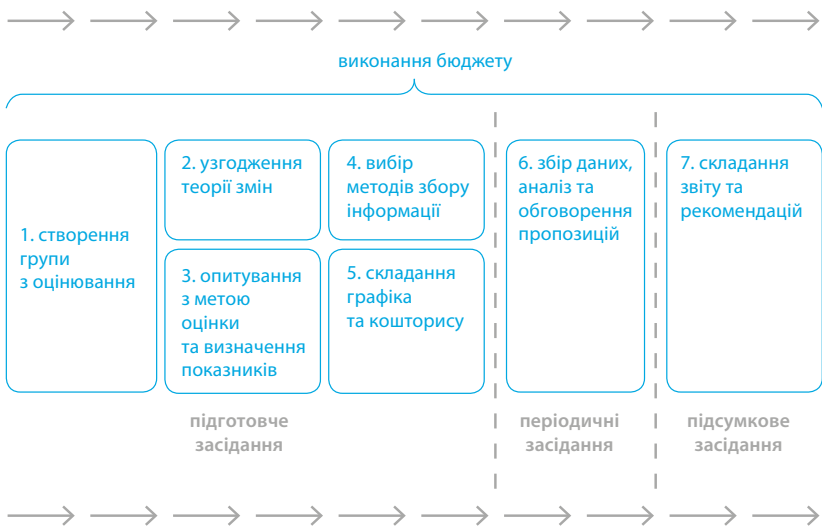 виконання бюджету
1. створення
групи
з оцінювання
2. узгодження
теорії змін
3. опитування
з метою
оцінки
та визначення
показників
4. вибір
методів збору
інформації
5. складання
графіка
та кошторису
6. збір даних,
аналіз та
обговорення
пропозицій
7. складання
звіту та
рекомендацій
підготовче
засідання
періодичні
засідання
підсумкове
засідання